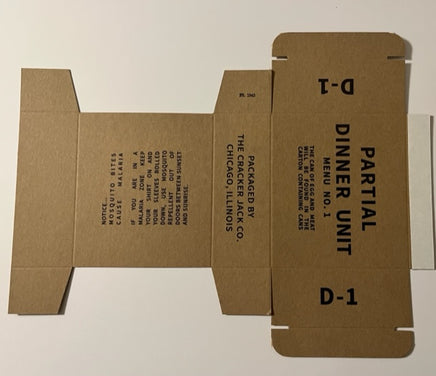 D-1
PARTIAL
DINNER UNIT
MENU NO. 1
THE CAN OF EGG AND MEAT
WILL BE FOUND IN THE
CARTON CONTAINING CANS
D-1
PACKAGED BY
THE CRACKER JACK CO.
CHICAGO, ILLINOIS
NOTICE...
MOSQUITO BITES
CAUSE MALARIA
IF YOU ARE IN A
MALARIA ZONE KEEP
YOUR SHIRT ON AND
YOUR SLEEVES ROLLED
DOWN. USE MOSQUITO
REPELLENT OUT OF
DOORS BETWEEN SUNSET
AND SUNRISE.